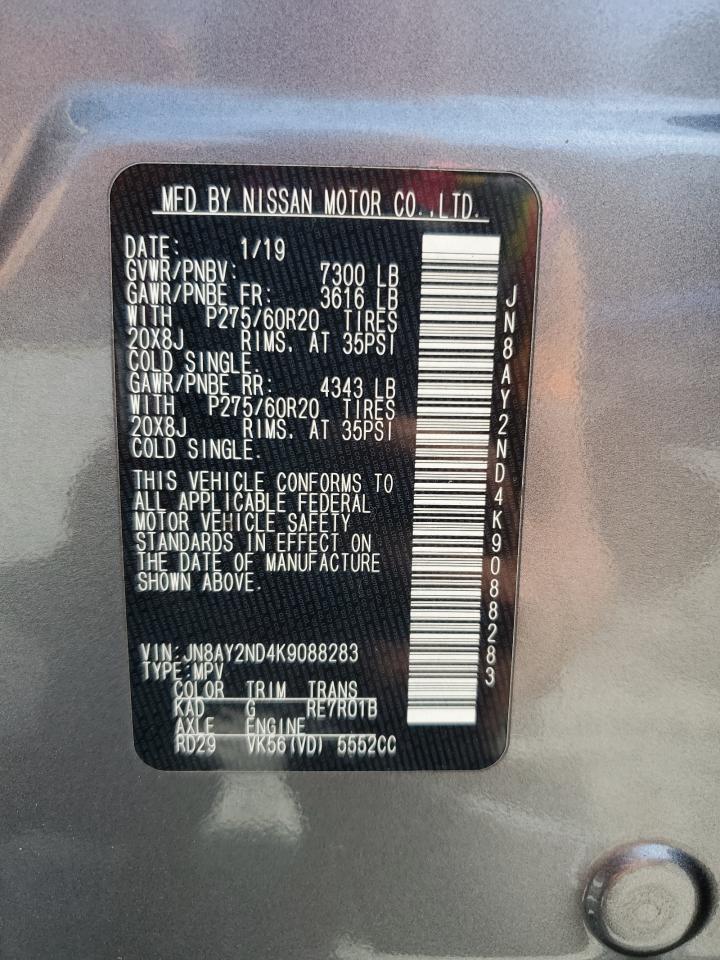 MFD BY NISSAN MOTOR CO.,LTD.
DATE: 1/19
GVWR/PNBV: 7300 LB
GAWR/PNBE FR: 3616 LB
WITH P275/60R20 TIRES
20X8J RIMS, AT 35PSI
COLD SINGLE.
GAWR/PNBE RR: 4343 LB
WITH P275/60R20 TIRES
20X8J RIMS, AT 35PSI
COLD SINGLE.
THIS VEHICLE CONFORMS TO
ALL APPLICABLE FEDERAL
MOTOR VEHICLE SAFETY
STANDARDS IN EFFECT ON
THE DATE OF MANUFACTURE
SHOWN ABOVE.
VIN:JN8AY2ND4K9088283
TYPE:MPV
COLOR TRIM TRANS
KAD G RE7R01B
AXLE ENGINE
RD29 VK56(VD) 5552CC
JN8AY2ND4K9088283